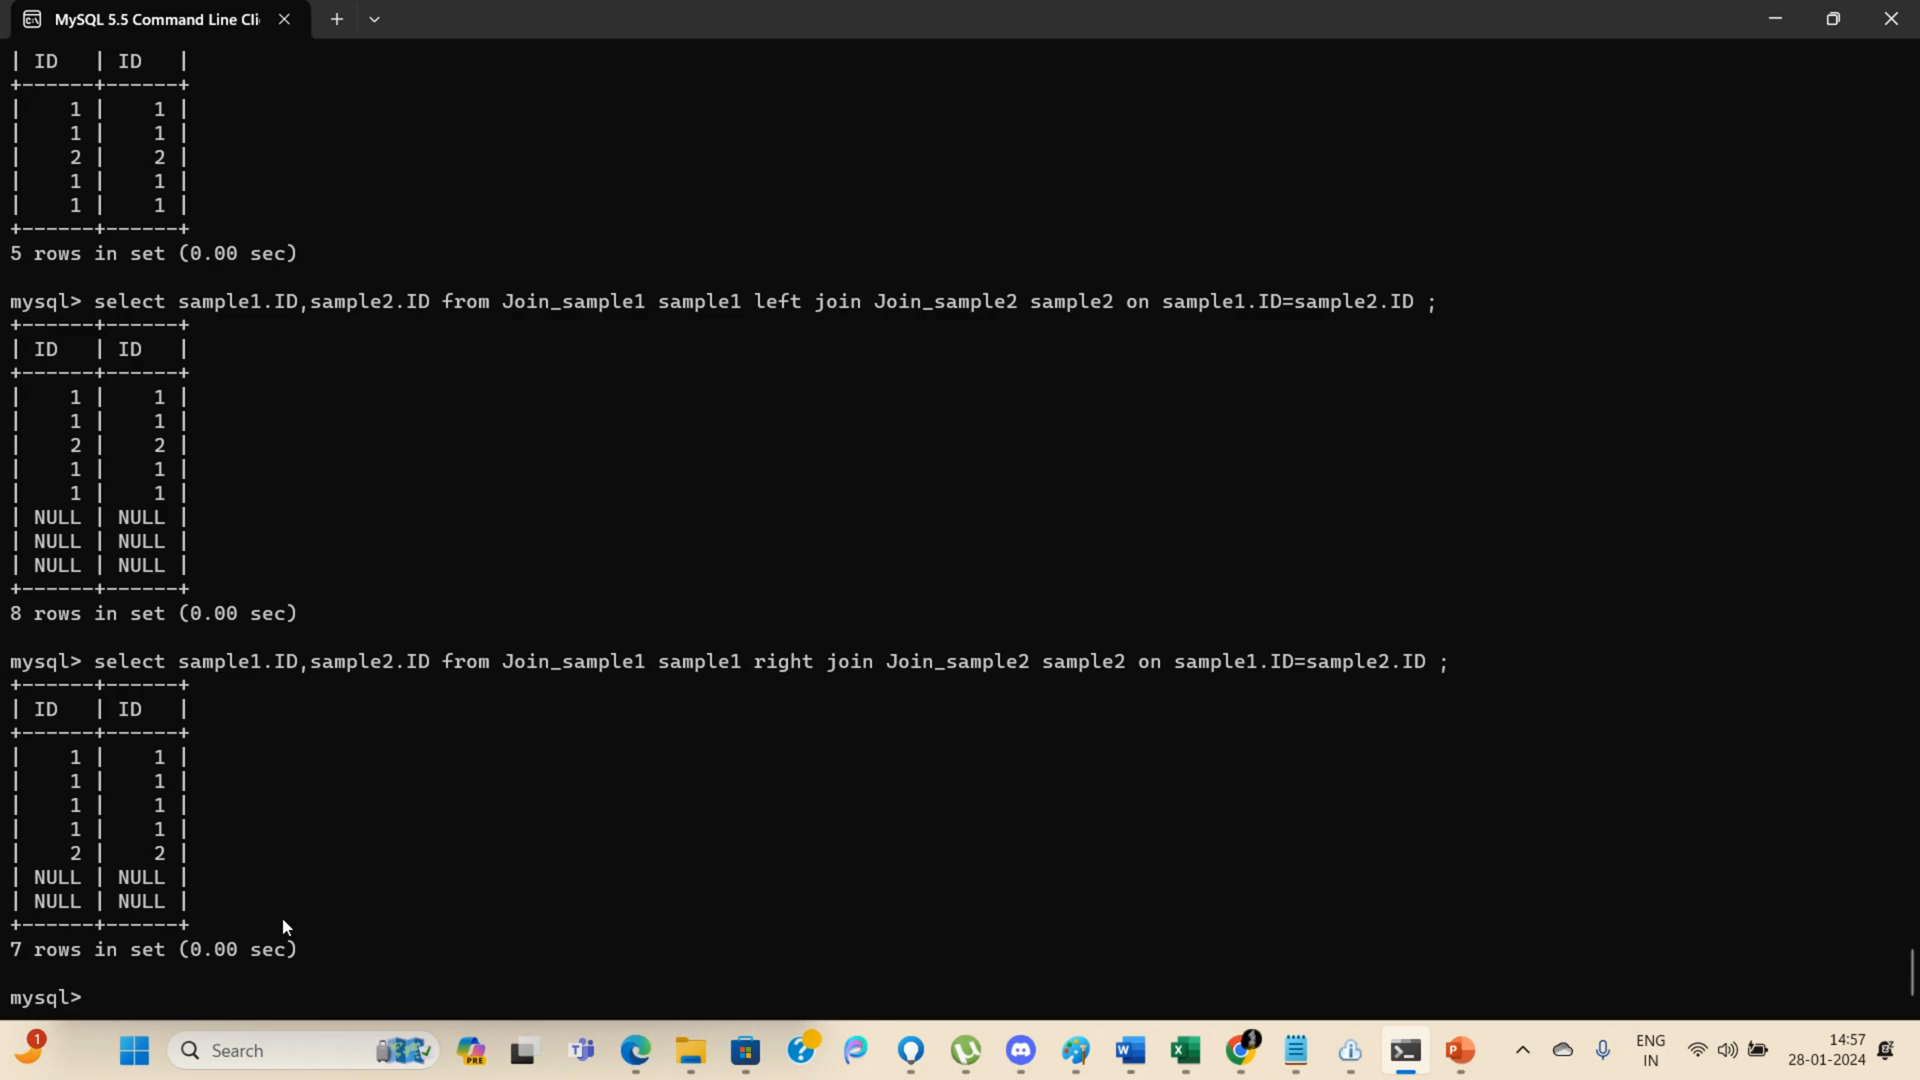 MySQL 5.5 Command Line Cli
| ID   | ID   |
+------+------+
|    1 |    1 |
|    1 |    1 |
|    2 |    2 |
|    1 |    1 |
|    1 |    1 |
+------+------+
5 rows in set (0.00 sec)
mysql> select sample1.ID,sample2.ID from Join_sample1 sample1 left join Join_sample2 sample2 on sample1.ID=sample2.ID ;
+------+------+
| ID   | ID   |
+------+------+
|    1 |    1 |
|    1 |    1 |
|    2 |    2 |
|    1 |    1 |
|    1 |    1 |
| NULL | NULL |
| NULL | NULL |
| NULL | NULL |
+------+------+
8 rows in set (0.00 sec)
mysql> select sample1.ID,sample2.ID from Join_sample1 sample1 right join Join_sample2 sample2 on sample1.ID=sample2.ID ;
+------+------+
| ID   | ID   |
+------+------+
|    1 |    1 |
|    1 |    1 |
|    1 |    1 |
|    1 |    1 |
|    2 |    2 |
| NULL | NULL |
| NULL | NULL |
+------+------+
7 rows in set (0.00 sec)
mysql>
1
Search
PRE
ENG
IN
14:57
28-01-2024